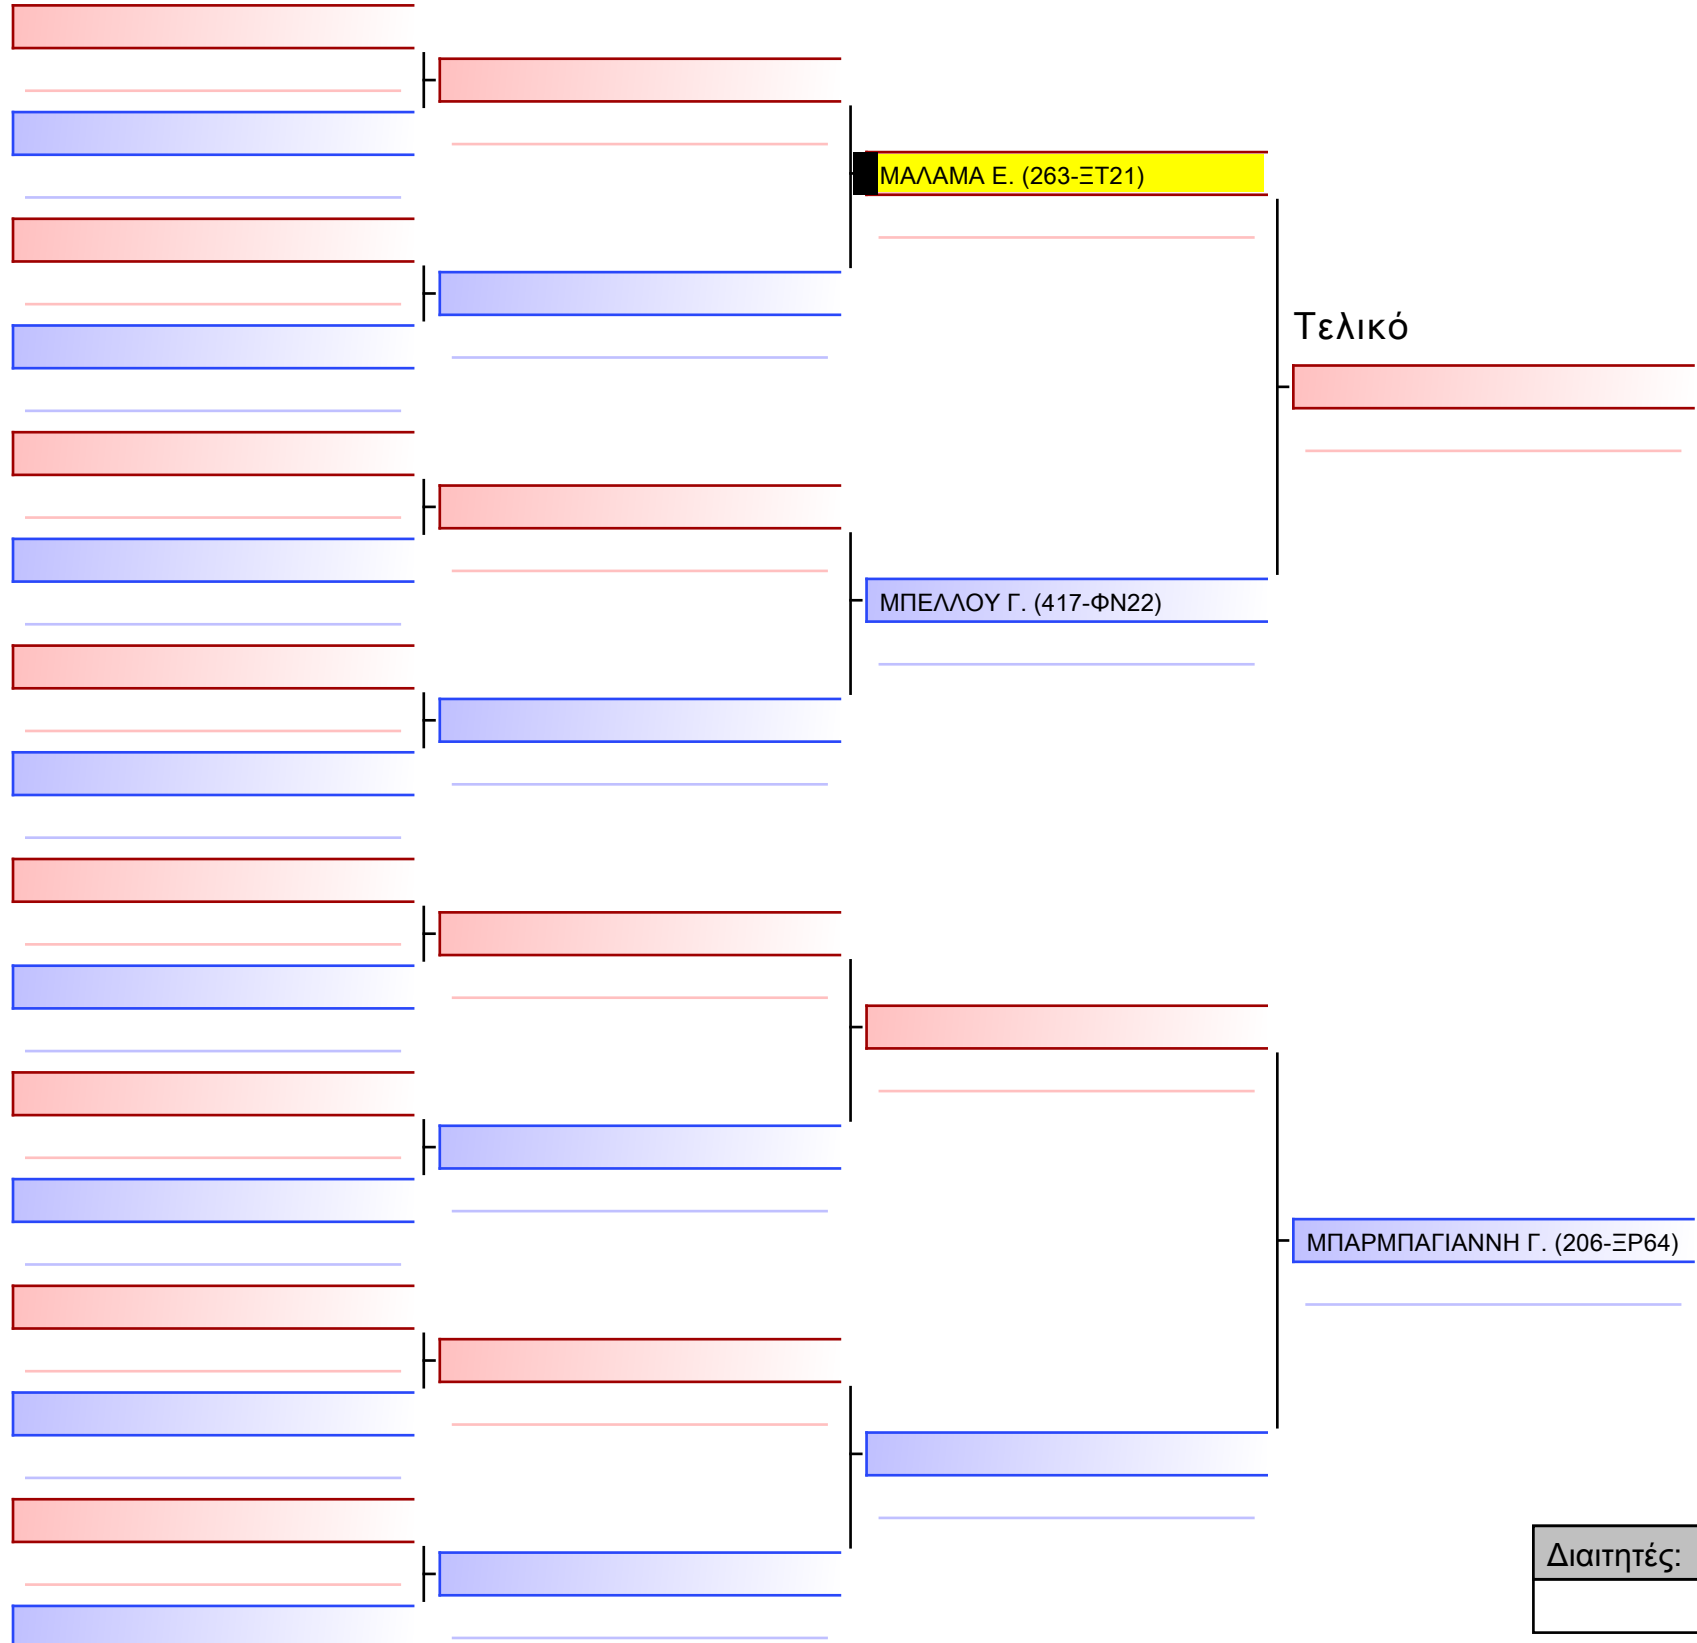 ΜΑΛΑΜΑ Ε. (263-ΞΤ21)
Τελικό
ΜΠΕΛΛΟΥ Γ. (417-ΦΝ22)
ΜΠΑΡΜΠΑΓΙΑΝΝΗ Γ. (206-ΞΡ64)
Διαιτητές: